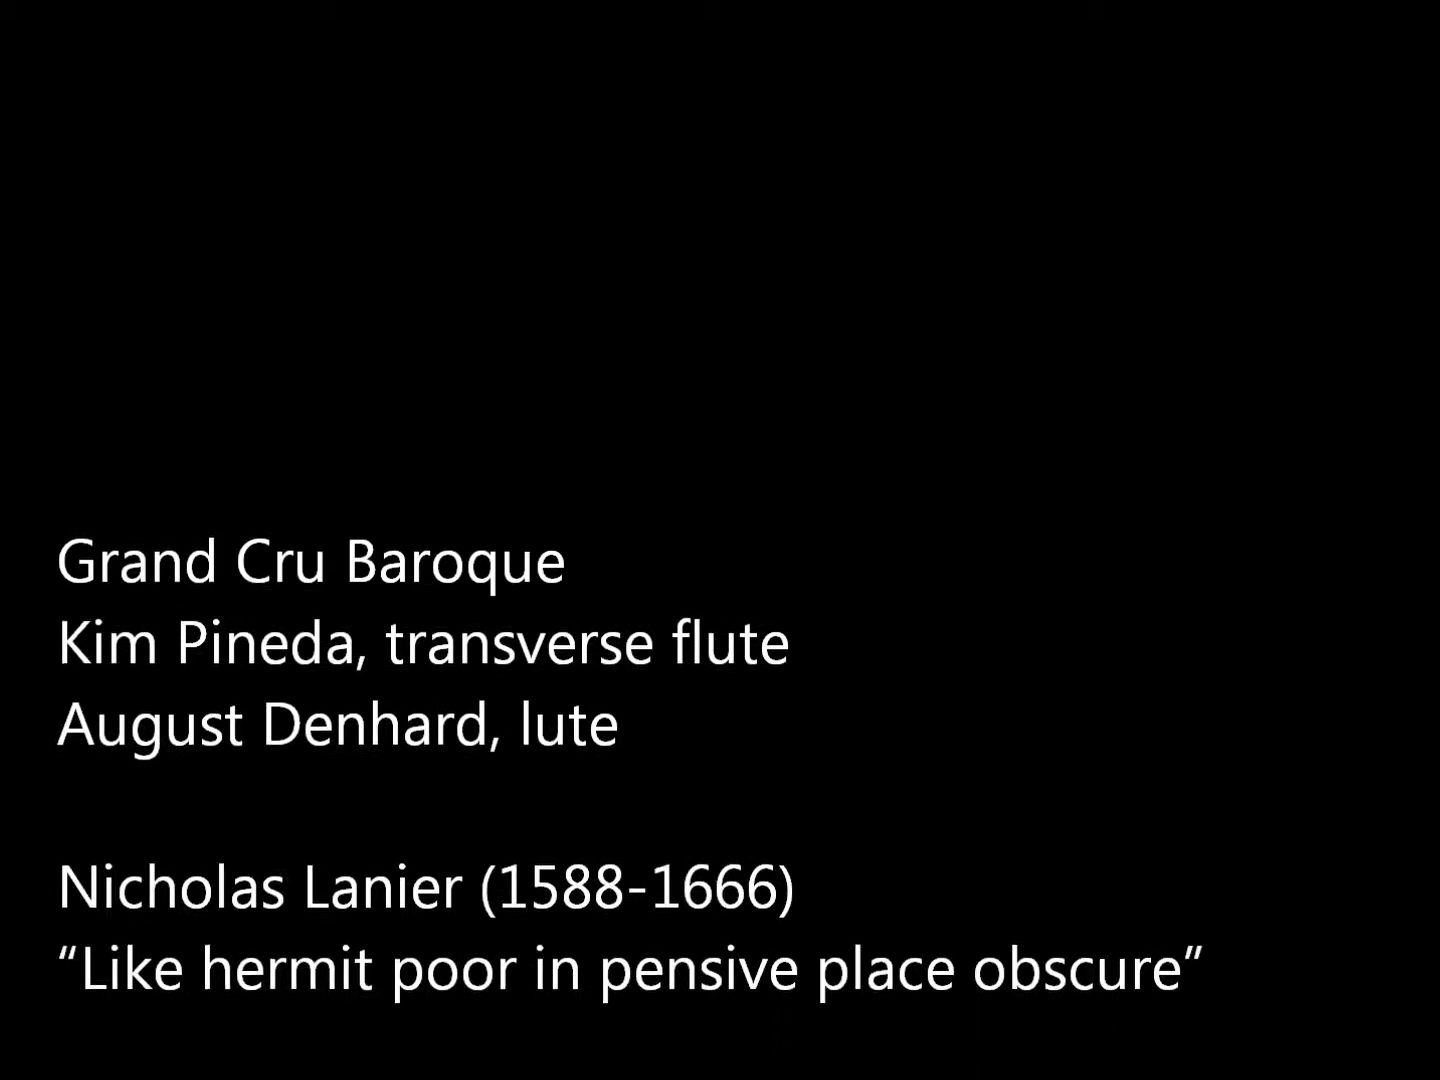 Grand Cru Baroque
Kim Pineda, transverse flute
August Denhard, lute
Nicholas Lanier (1588-1666)
“Like hermit poor in pensive place obscure”